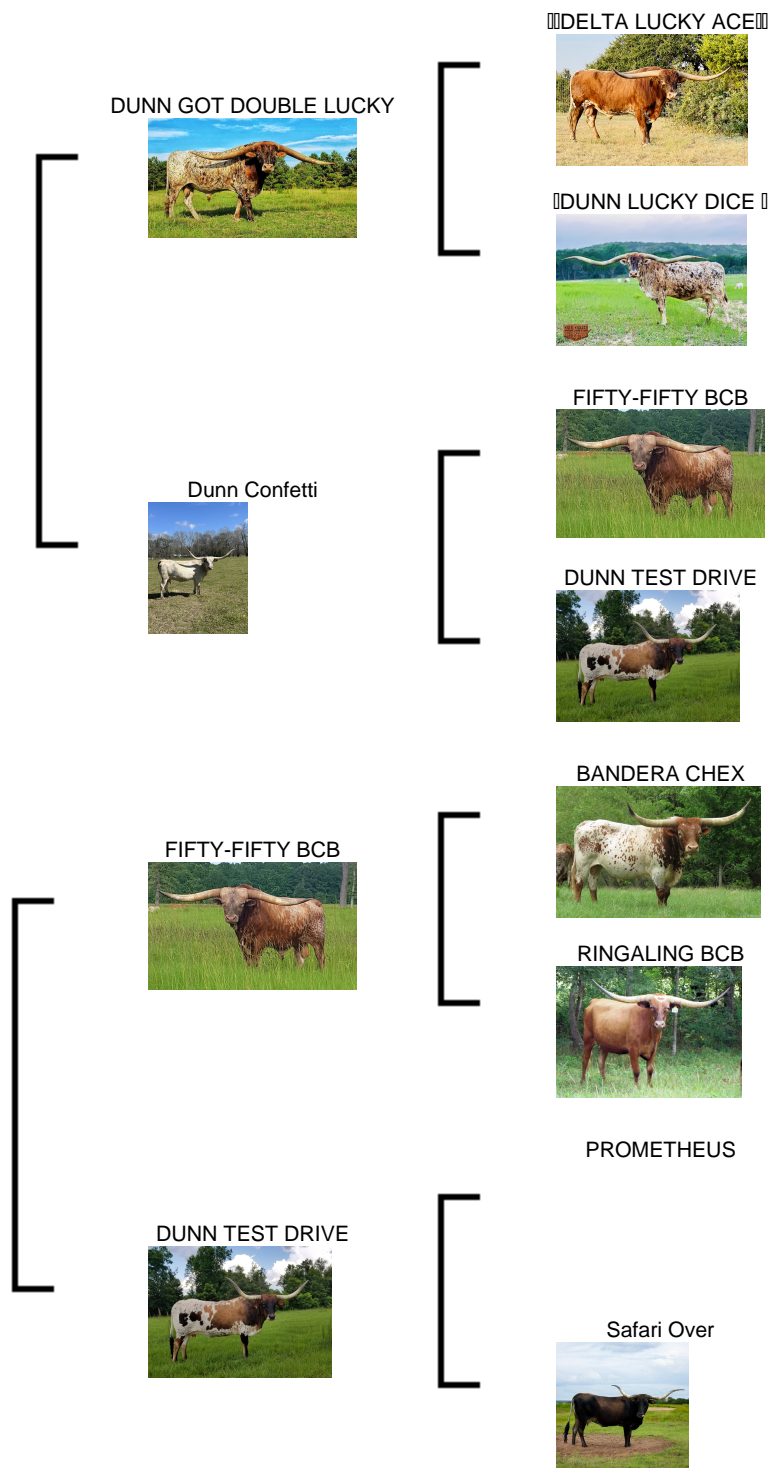 DELTA LUCKY ACE
DUNN GOT DOUBLE LUCKY
DUNN LUCKY DICE
FIFTY-FIFTY BCB
Dunn Confetti
DUNN TEST DRIVE
BANDERA CHEX
FIFTY-FIFTY BCB
RINGALING BCB
PROMETHEUS
DUNN TEST DRIVE
Safari Over